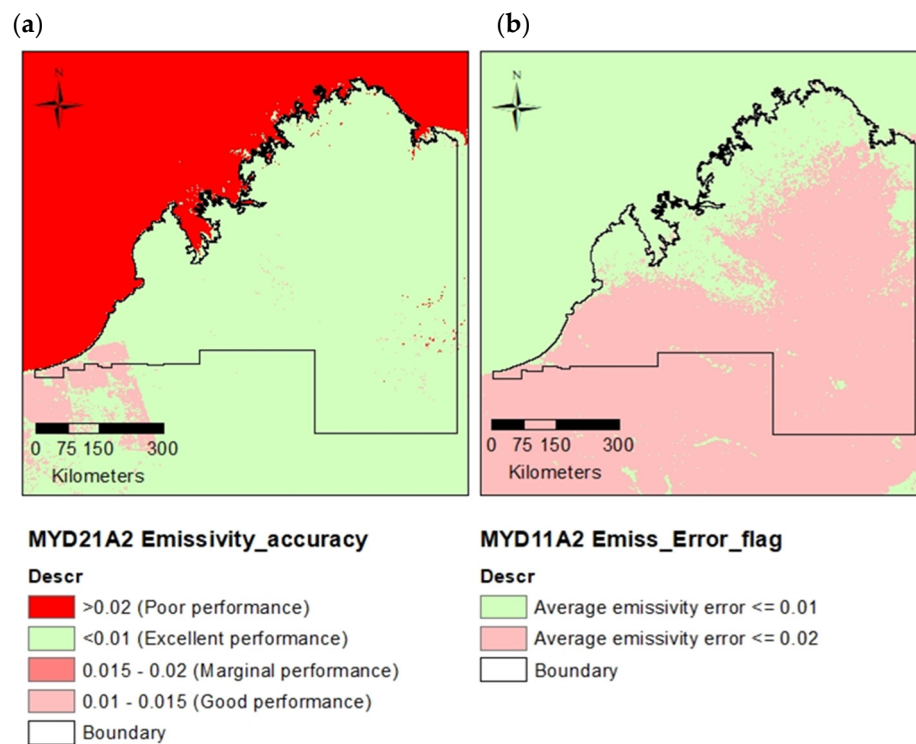 (a)
(b)
N
N
0 75 150 300
Kilometers
0 75 150 300
Kilometers
MYD21A2 Emissivity_accuracy
Descr
>0.02 (Poor performance)
<0.01 (Excellent performance)
0.015 - 0.02 (Marginal performance)
0.01 - 0.015 (Good performance)
Boundary
MYD11A2 Emiss_Error_flag
Descr
Average emissivity error <= 0.01
Average emissivity error <= 0.02
Boundary